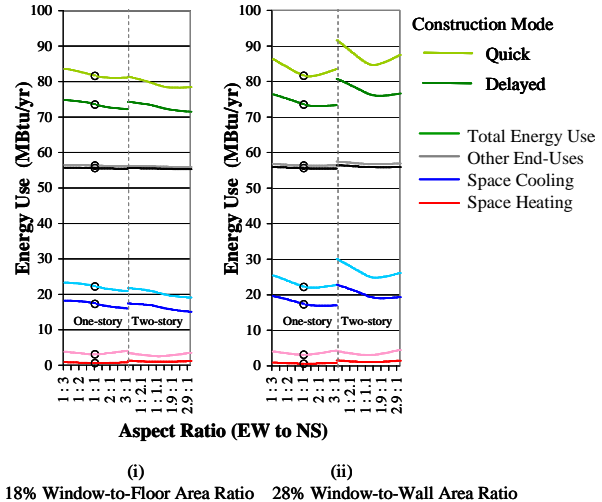 Energy Use (MBtu/yr)
100
90
80
70
60
50
40
30
20
10
0
One-story
Two-story
1 : 3
1 : 2
1 : 1
2 : 1
3 : 1
1 : 2.1
1 : 1.1
1.9 : 1
2.9 : 1
Energy Use (MBtu/yr)
100
90
80
70
60
50
40
30
20
10
0
One-story
Two-story
1 : 3
1 : 2
1 : 1
2 : 1
3 : 1
1 : 2.1
1 : 1.1
1.9 : 1
2.9 : 1
Construction Mode
Quick
Delayed
Total Energy Use
Other End-Uses
Space Cooling
Space Heating
Aspect Ratio (EW to NS)
(i)
18% Window-to-Floor Area Ratio
(ii)
28% Window-to-Wall Area Ratio